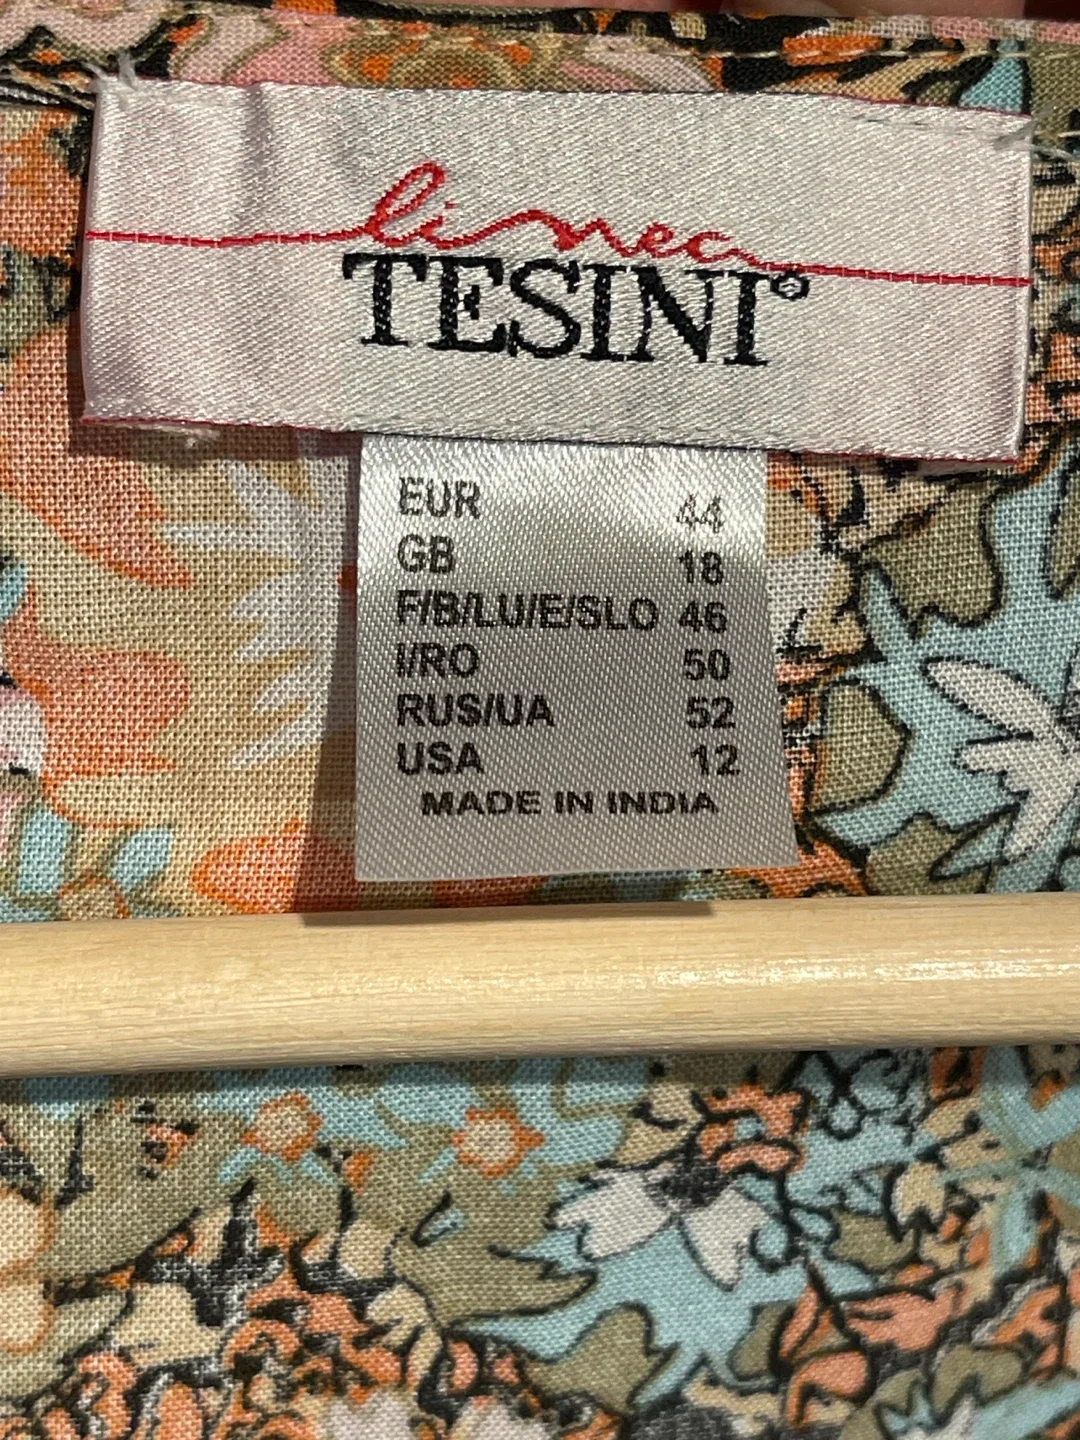 linea
TESINI®
EUR 44
GB 18
F/B/LU/E/SLO 46
I/RO 50
RUS/UA 52
USA 12
MADE IN INDIA